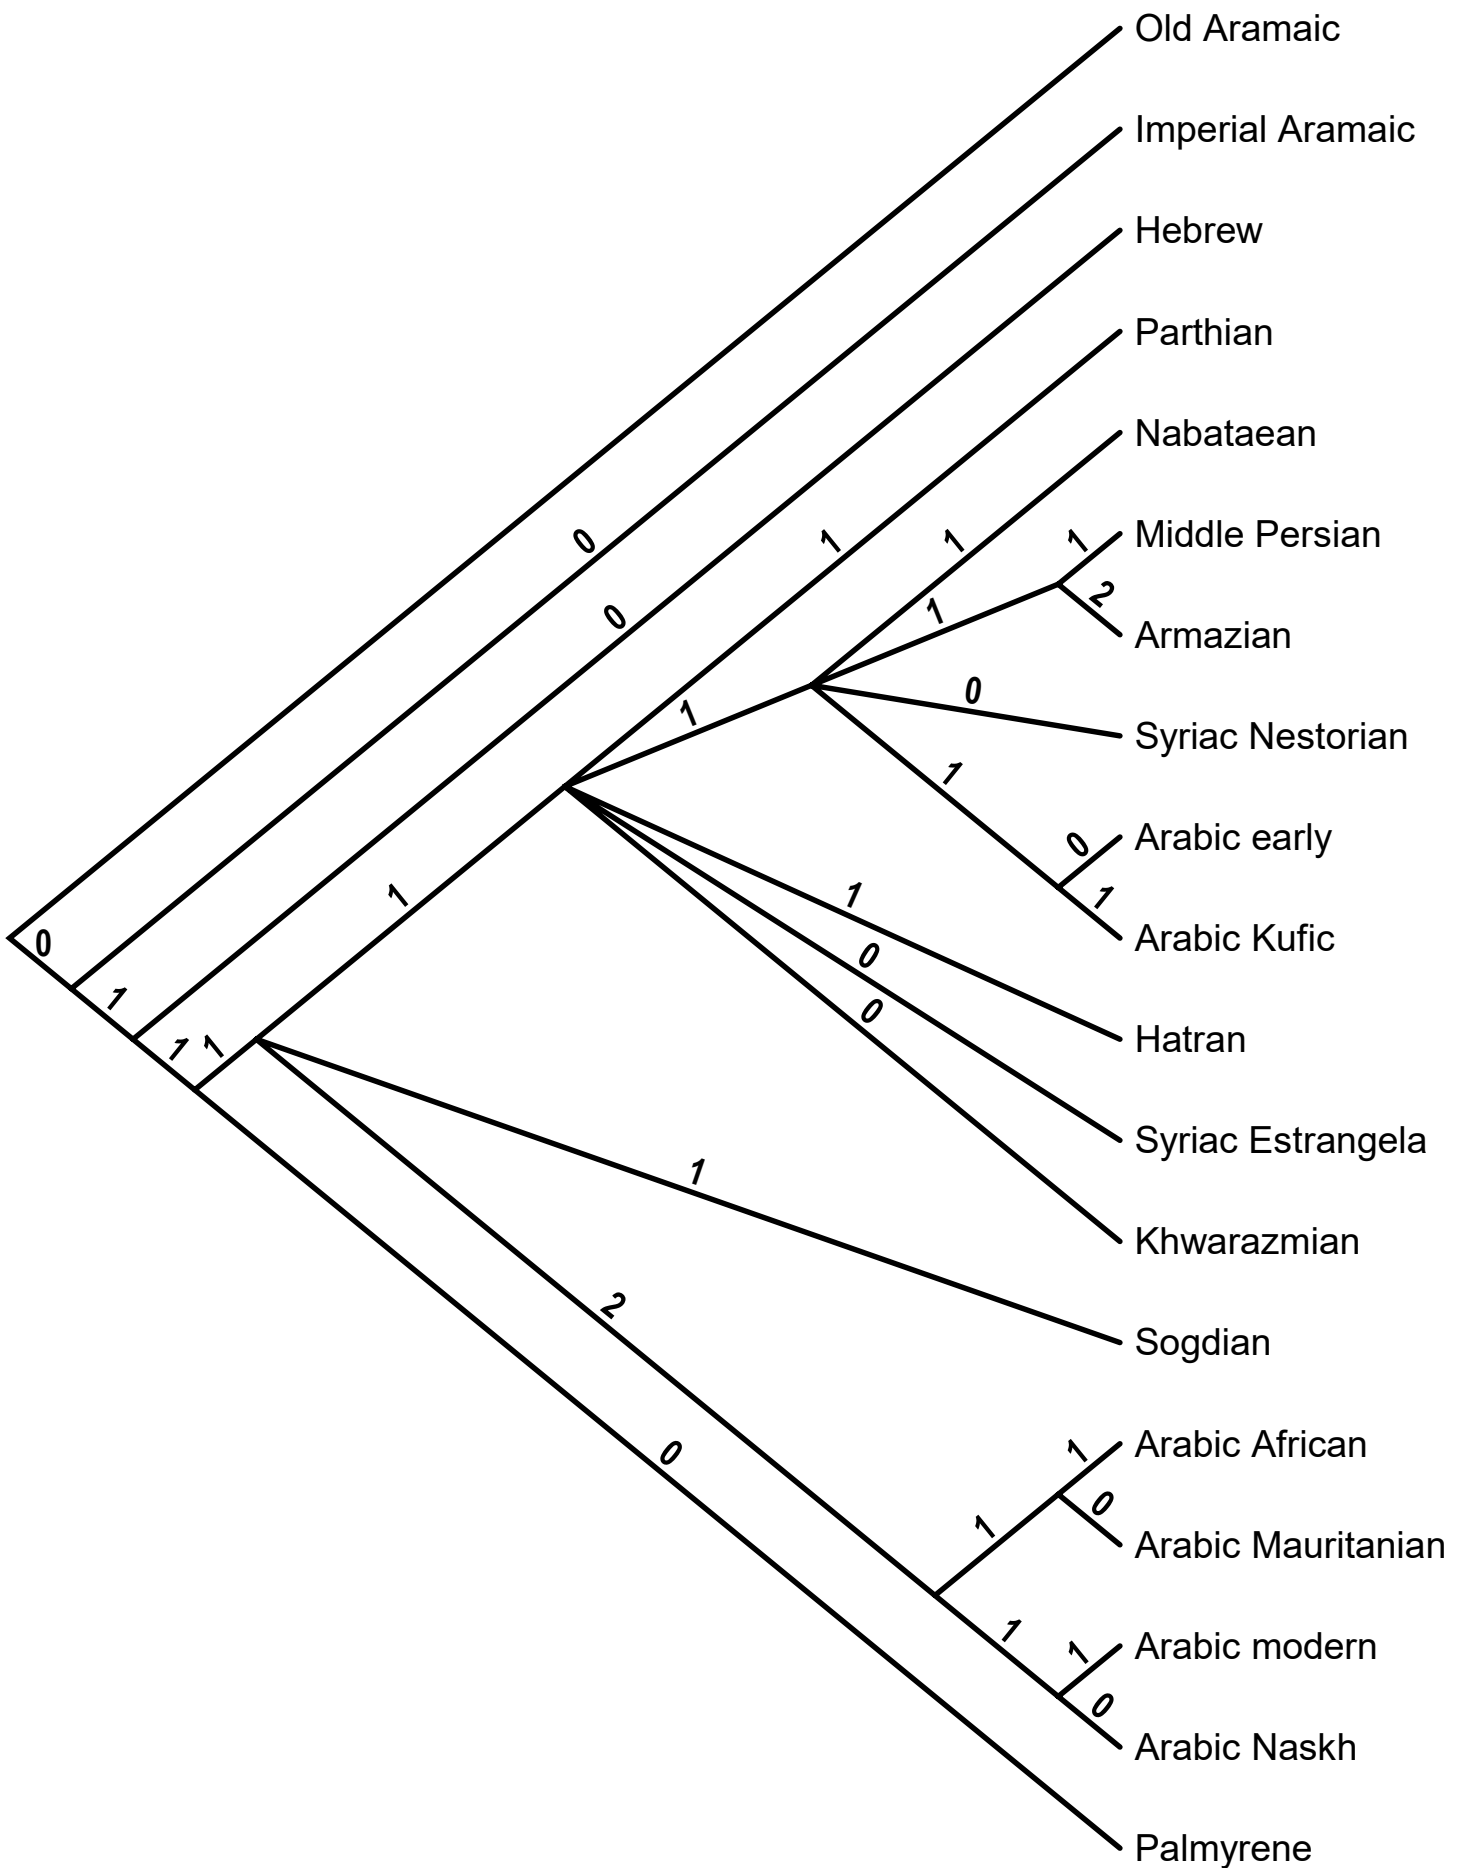 Old Aramaic
Imperial Aramaic
Hebrew
Parthian
Nabataean
1
Middle Persian
0
1
1
2
1
Armazian
0
0
Syriac Nestorian
1
1
0
Arabic early
1
1
1
Arabic Kufic
0
0
1
0
Hatran
1
1
Syriac Estrangela
1
Khwarazmian
2
Sogdian
1
Arabic African
0
0
1
Arabic Mauritanian
1
1
Arabic modern
0
Arabic Naskh
Palmyrene